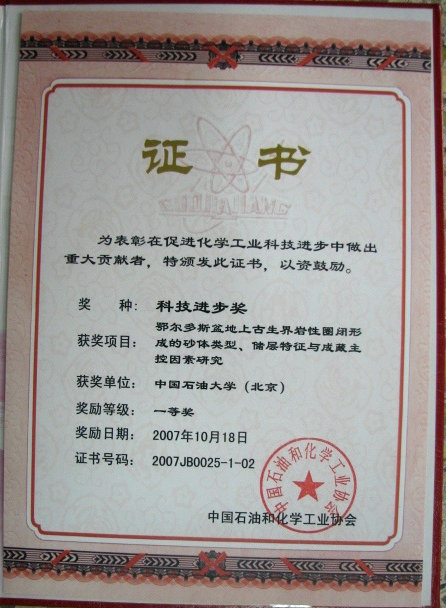 证 书
为表彰在促进化学工业科技进步中做出
重大贡献者，特颁发此证书，以资鼓励。
奖 种： 科技进步奖
获奖项目： 鄂尔多斯盆地上古生界岩性圈闭形
成的砂体类型、储层特征与成藏主
控因素研究
获奖单位： 中国石油大学（北京）
奖励等级： 一等奖
奖励日期： 2007年10月18日
证书号码： 2007JB0025-1-02
中国石油和化学工业协会
中国石油和化学工业协会